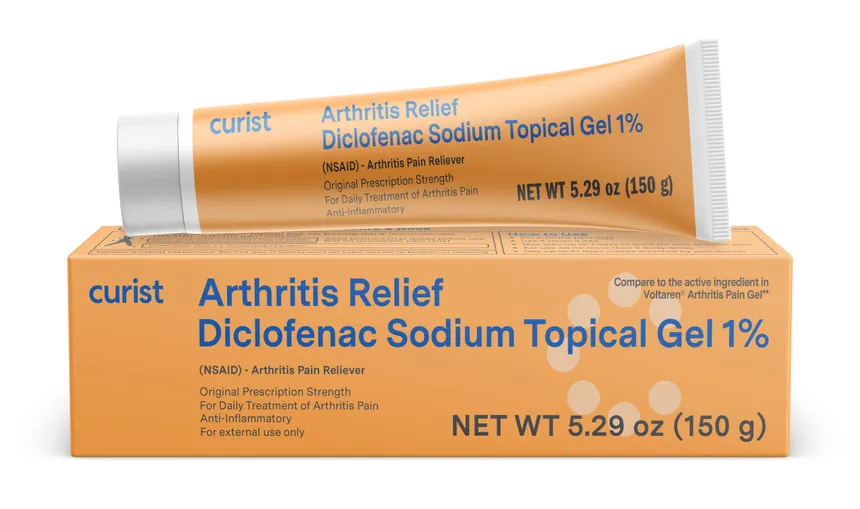 curist
Arthritis Relief
Diclofenac Sodium Topical Gel 1%
(NSAID) - Arthritis Pain Reliever
Original Prescription Strength
For Daily Treatment of Arthritis Pain
Anti-Inflammatory
NET WT 5.29 oz (150 g)
How to Use
curist
Arthritis Relief
Diclofenac Sodium Topical Gel 1%
Compare to the active ingredient in
Voltaren® Arthritis Pain Gel**
(NSAID) - Arthritis Pain Reliever
Original Prescription Strength
For Daily Treatment of Arthritis Pain
Anti-Inflammatory
For external use only
NET WT 5.29 oz (150 g)